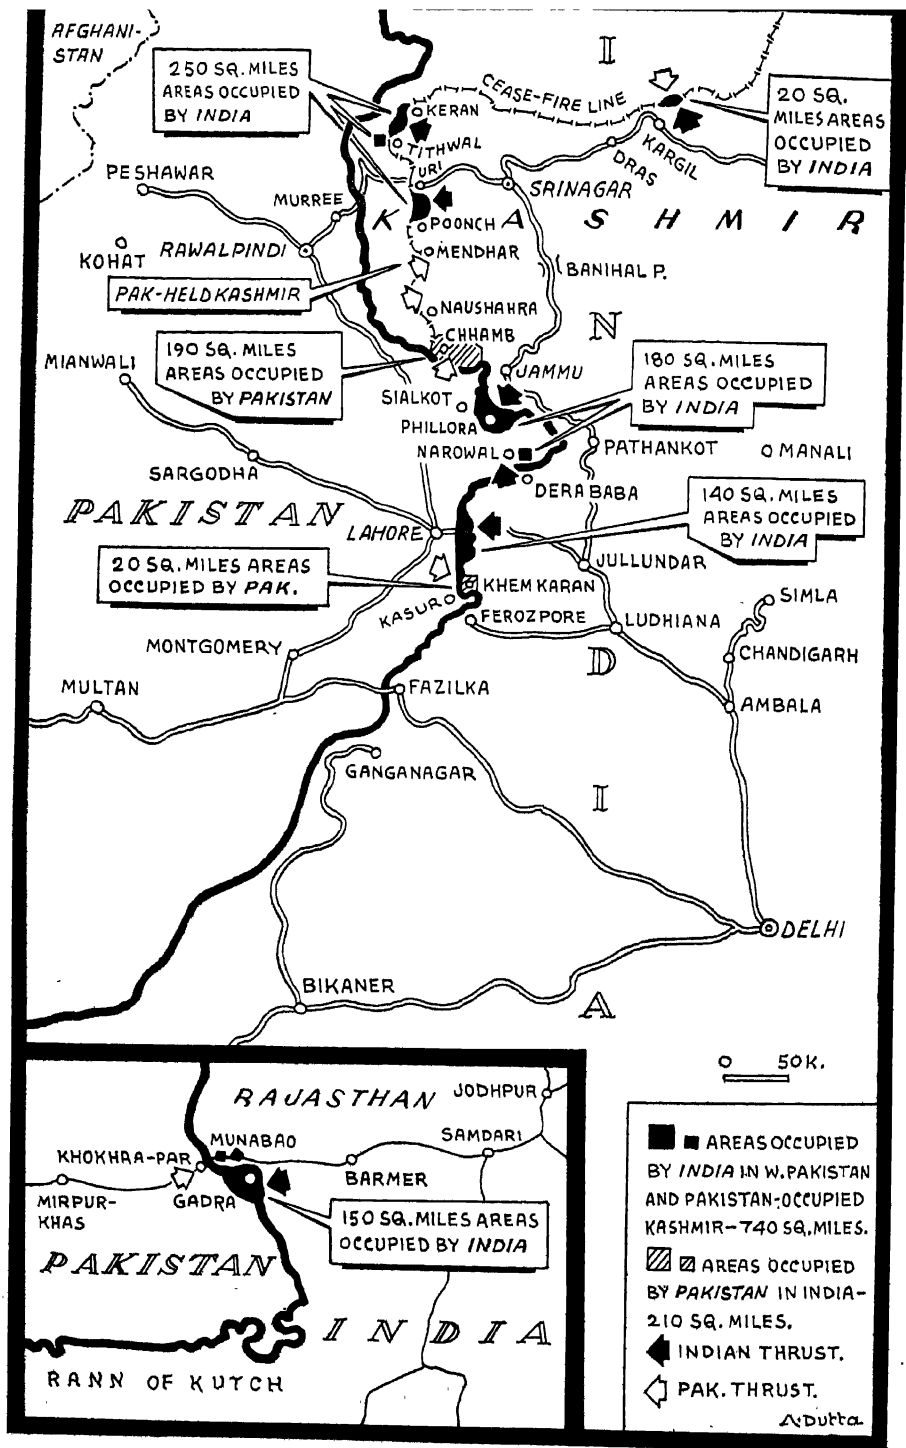 AFGHANI-
STAN
250 SQ. MILES
AREAS OCCUPIED
BY INDIA
I
CEASE-FIRE LINE
20 SQ.
MILES AREAS
OCCUPIED
BY INDIA
KERAN
TITHWAL
URI
KARGIL
DRAS
PESHAWAR
MURREE
SRINAGAR
K A S H M I R
POONCH
RAWALPINDI
KOHAT
MENDHAR
BANIHAL P.
PAK-HELD KASHMIR
NAUSHAHRA
N
CHHAMB
190 SQ. MILES
AREAS OCCUPIED
BY PAKISTAN
MIANWALI
JAMMU
180 SQ. MILES
AREAS OCCUPIED
BY INDIA
SIALKOT
PHILLORA
NAROWAL
PATHANKOT
MANALI
SARGODHA
DERA BABA
140 SQ. MILES
AREAS OCCUPIED
BY INDIA
PAKISTAN
LAHORE
20 SQ. MILES AREAS
OCCUPIED BY PAK.
JULLUNDAR
KHEM KARAN
KASUR
SIMLA
FEROZPORE
LUDHIANA
MONTGOMERY
D
CHANDIGARH
MULTAN
FAZILKA
AMBALA
GANGANAGAR
I
DELHI
BIKANER
A
0 50K.
RAJASTHAN
JODHPUR
MUNABAO
SAMDARI
KHOKHRA-PAR
BARMER
MIRPUR-
KHAS
GADRA
150 SQ. MILES AREAS
OCCUPIED BY INDIA
PAKISTAN
INDIA
RANN OF KUTCH
AREAS OCCUPIED
BY INDIA IN W. PAKISTAN
AND PAKISTAN-OCCUPIED
KASHMIR-740 SQ. MILES.
AREAS OCCUPIED
BY PAKISTAN IN INDIA-
210 SQ. MILES.
INDIAN THRUST.
PAK. THRUST.
A. Dutta